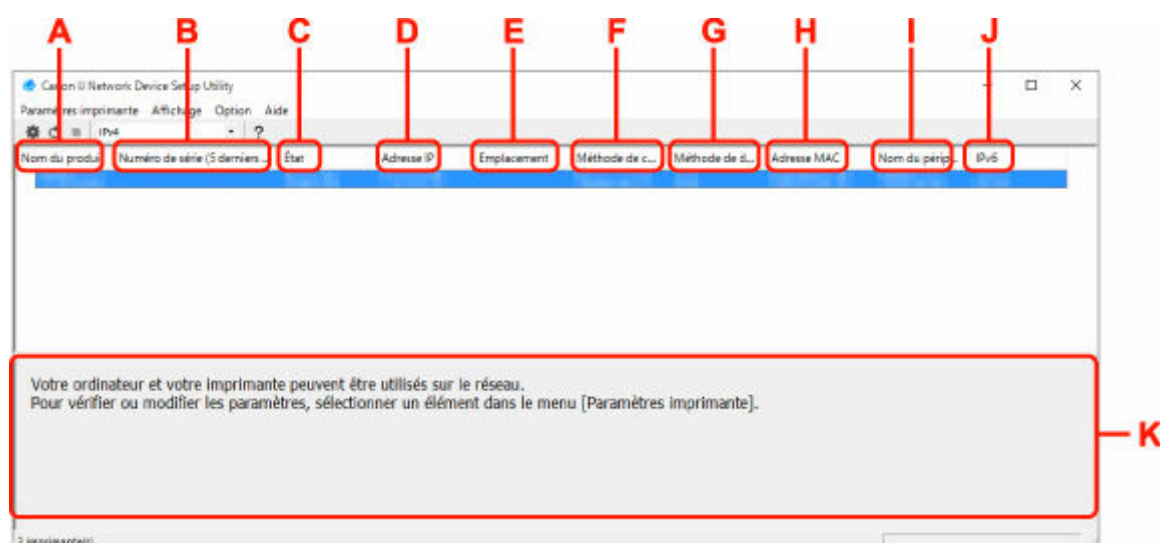 A B C D E F G H I J
Canon IJ Network Device Setup Utility
Paramètres imprimante Affichage Option Aide
IPv4 ?
Nom du produi Numéro de série (5 derniers ... État Adresse IP Emplacement Méthode de c... Méthode de d... Adresse MAC Nom du périp... IPv6
Votre ordinateur et votre imprimante peuvent être utilisés sur le réseau.
Pour vérifier ou modifier les paramètres, sélectionner un élément dans le menu [Paramètres imprimante].
K
imprimante(s)